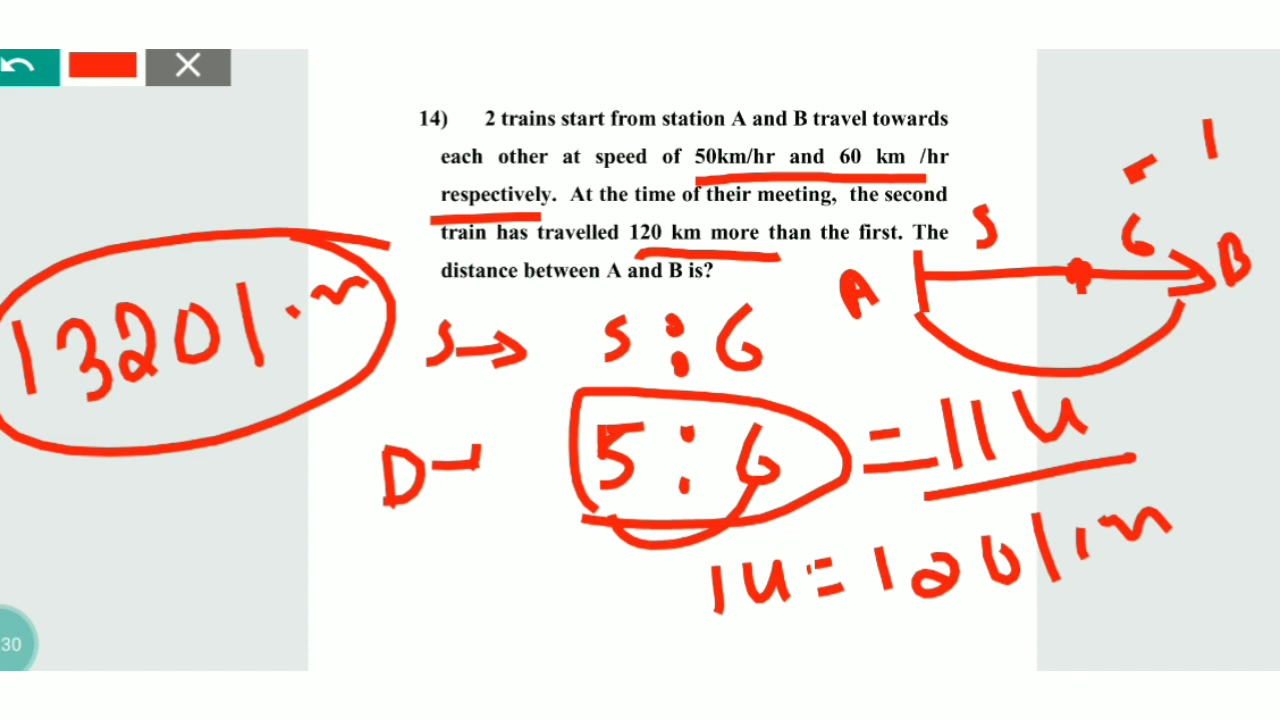 14) 2 trains start from station A and B travel towards
each other at speed of 50km/hr and 60 km /hr
respectively. At the time of their meeting, the second
train has travelled 120 km more than the first. The
distance between A and B is?
5 6
A B
S → 5 : 6
D → 5 : 6 = 11u
1u = 120km
1320km
30